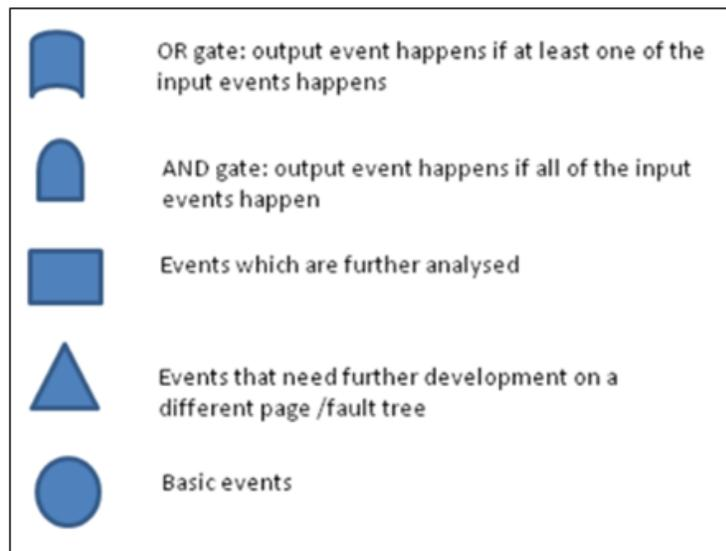 OR gate: output event happens if at least one of the
input events happens
AND gate: output event happens if all of the input
events happen
Events which are further analysed
Events that need further development on a
different page /fault tree
Basic events